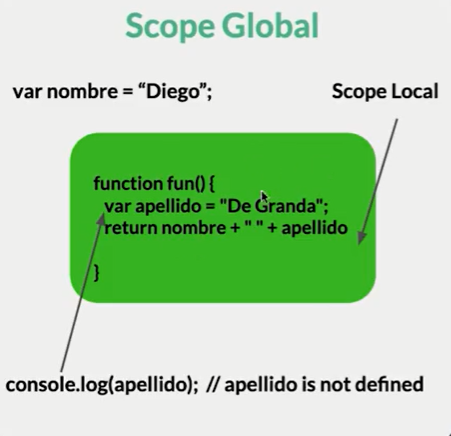 Scope Global
var nombre = “Diego”;
Scope Local
function fun() {
var apellido = "De Granda";
return nombre + " " + apellido
}
console.log(apellido); // apellido is not defined